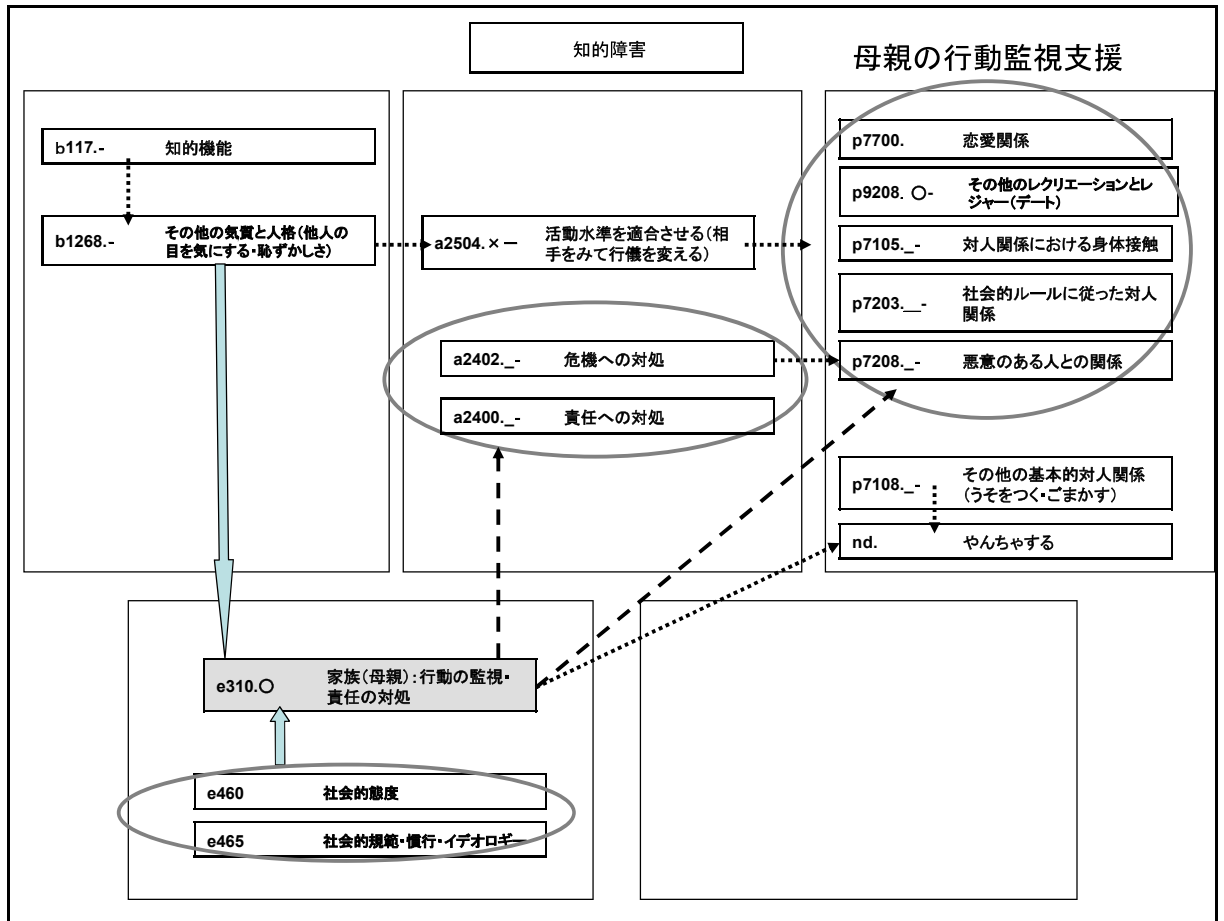 知的障害
母親の行動監視支援
b117.- 知的機能
b1268.- その他の気質と人格(他人の
目を気にする・恥ずかしさ)
a2504.×－ 活動水準を適合させる(相
手をみて行儀を変える)
a2402._- 危機への対処
a2400._- 責任への対処
p7700. 恋愛関係
p9208. ○- その他のレクリエーションとレ
ジャー(デート)
p7105._- 対人関係における身体接触
p7203.__- 社会的ルールに従った対人
関係
p7208._- 悪意のある人との関係
p7108._- その他の基本的対人関係
(うそをつく・ごまかす)
nd. やんちゃする
e310.○ 家族(母親):行動の監視・
責任の対処
e460 社会的態度
e465 社会的規範・慣行・イデオロギー